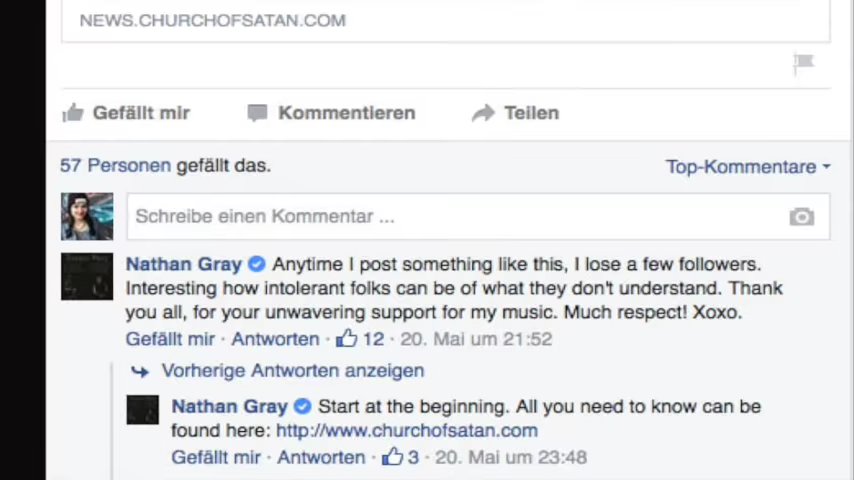 NEWS.CHURCHOFSATAN.COM
Gefällt mir Kommentieren Teilen
57 Personen gefällt das. Top-Kommentare
Schreibe einen Kommentar ...
Nathan Gray Anytime I post something like this, I lose a few followers.
Interesting how intolerant folks can be of what they don't understand. Thank
you all, for your unwavering support for my music. Much respect! Xoxo.
Gefällt mir · Antworten · 12 · 20. Mai um 21:52
Vorherige Antworten anzeigen
Nathan Gray Start at the beginning. All you need to know can be
found here: http://www.churchofsatan.com
Gefällt mir · Antworten · 3 · 20. Mai um 23:48